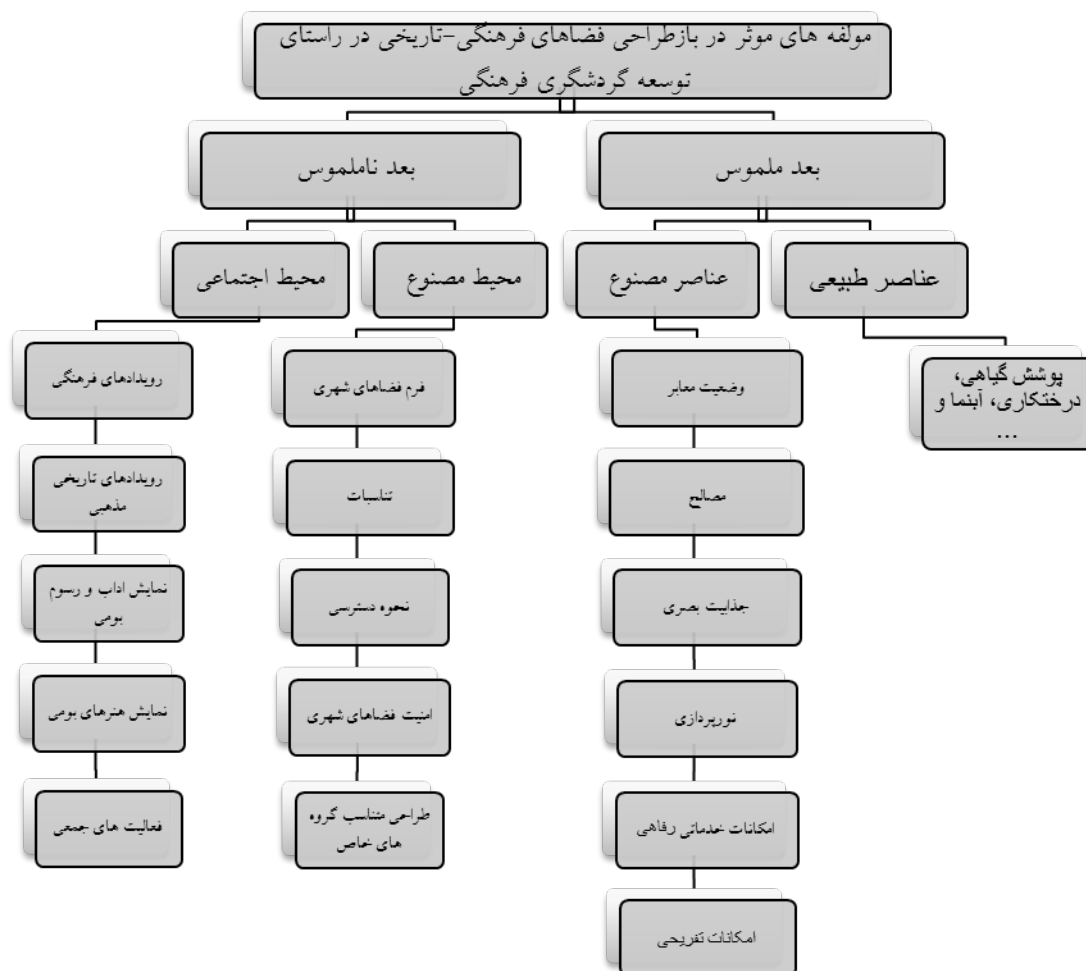 مولفه های موثر در بازطراحی فضاهای فرهنگی-تاریخی در راستای
توسعه گردشگری فرهنگی
بعد ملموس
بعد ناملموس
عناصر طبیعی
عناصر مصنوع
محیط مصنوع
محیط اجتماعی
پوشش گیاهی،
درختکاری، آبنما و
...
وضعیت معابر
مصالح
جذابیت بصری
نورپردازی
امکانات خدماتی رفاهی
امکانات تفریحی
فرم فضاهای شهری
تناسبات
نحوه دسترسی
امنیت فضاهای شهری
طراحی متناسب گروه
های خاص
رویدادهای فرهنگی
رویدادهای تاریخی
مذهبی
نمایش اداب و رسوم
بومی
نمایش هنرهای بومی
فعالیت های جمعی